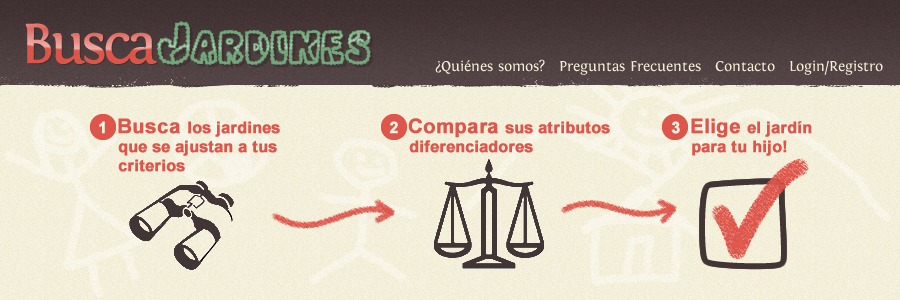 BuscaJARDINES
¿Quiénes somos? Preguntas Frecuentes Contacto Login/Registro
1 Busca los jardines
que se ajustan a tus
criterios
2 Compara sus atributos
diferenciadores
3 Elige el jardín
para tu hijo!